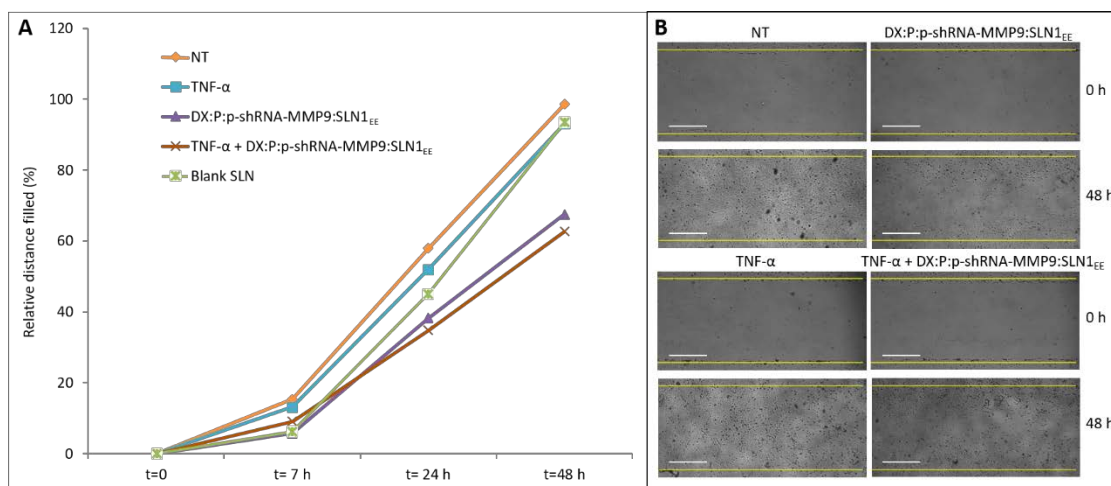 A
120
100
80
60
40
20
0
Relative distance filled (%)
NT
TNF-α
DX:P:p-shRNA-MMP9:SLN1EE
TNF-α + DX:P:p-shRNA-MMP9:SLN1EE
Blank SLN
t=0
t= 7 h
t= 24 h
t=48 h
B
NT
DX:P:p-shRNA-MMP9:SLN1EE
0 h
48 h
TNF-α
TNF-α + DX:P:p-shRNA-MMP9:SLN1EE
0 h
48 h